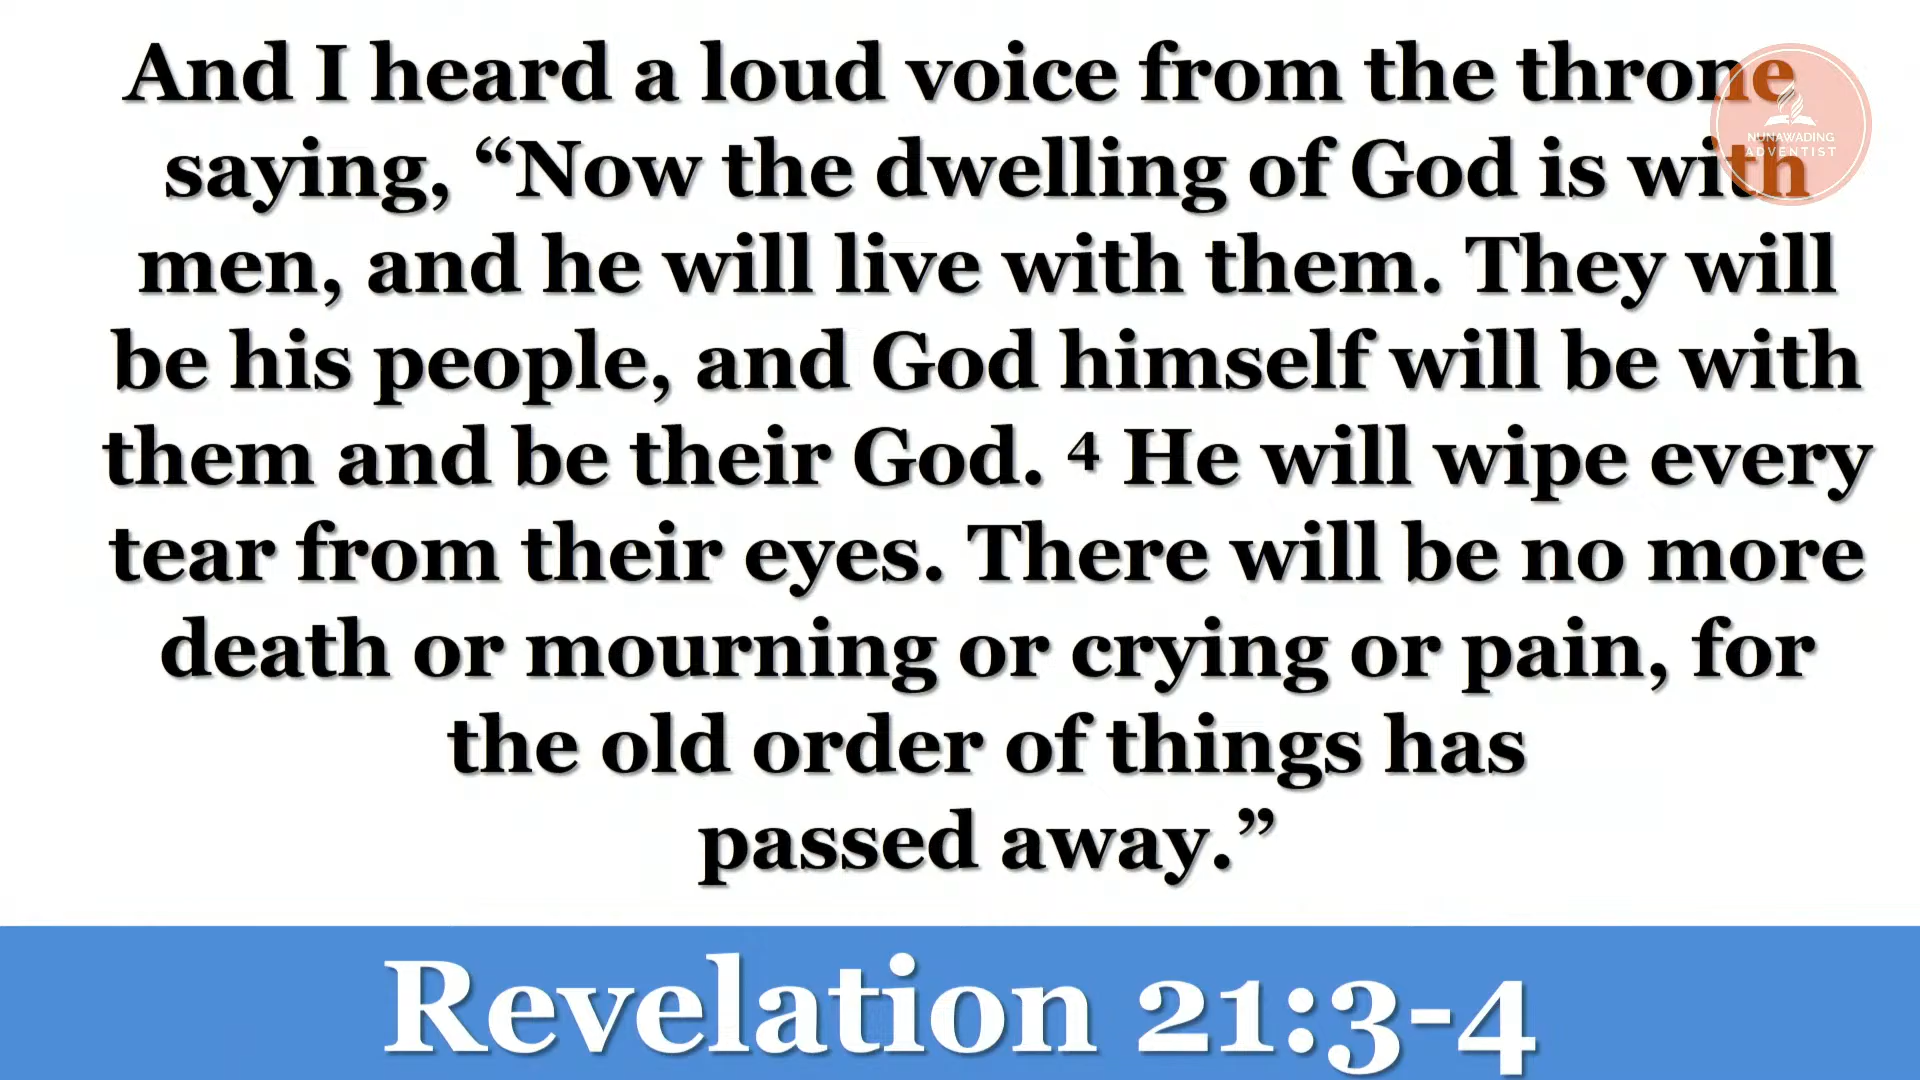 And I heard a loud voice from the throne
saying, “Now the dwelling of God is with
men, and he will live with them. They will
be his people, and God himself will be with
them and be their God. ⁴ He will wipe every
tear from their eyes. There will be no more
death or mourning or crying or pain, for
the old order of things has
passed away.”
Revelation 21:3-4
NUNAWADING
ADVENTIST